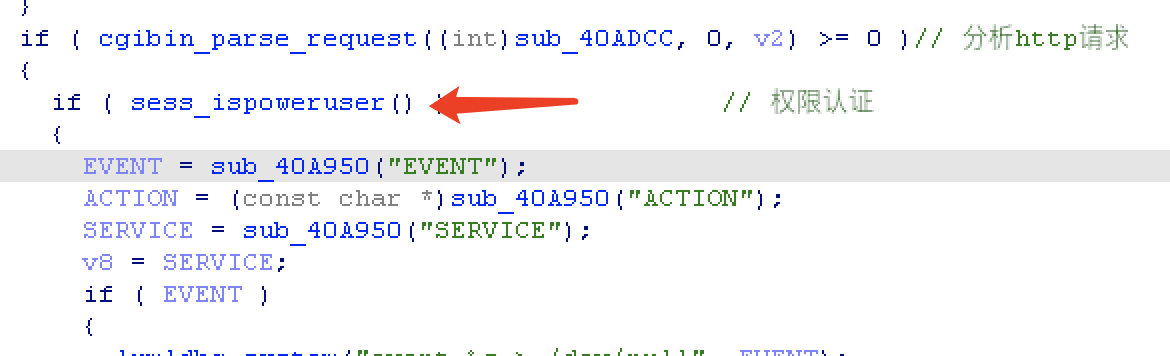 }
if ( cgibin_parse_request((int)sub_40ADCC, 0, v2) >= 0 )// 分析http请求
{
if ( sess_ispoweruser() ) // 权限认证
{
EVENT = sub_40A950("EVENT");
ACTION = (const char *)sub_40A950("ACTION");
SERVICE = sub_40A950("SERVICE");
v8 = SERVICE;
if ( EVENT )
{